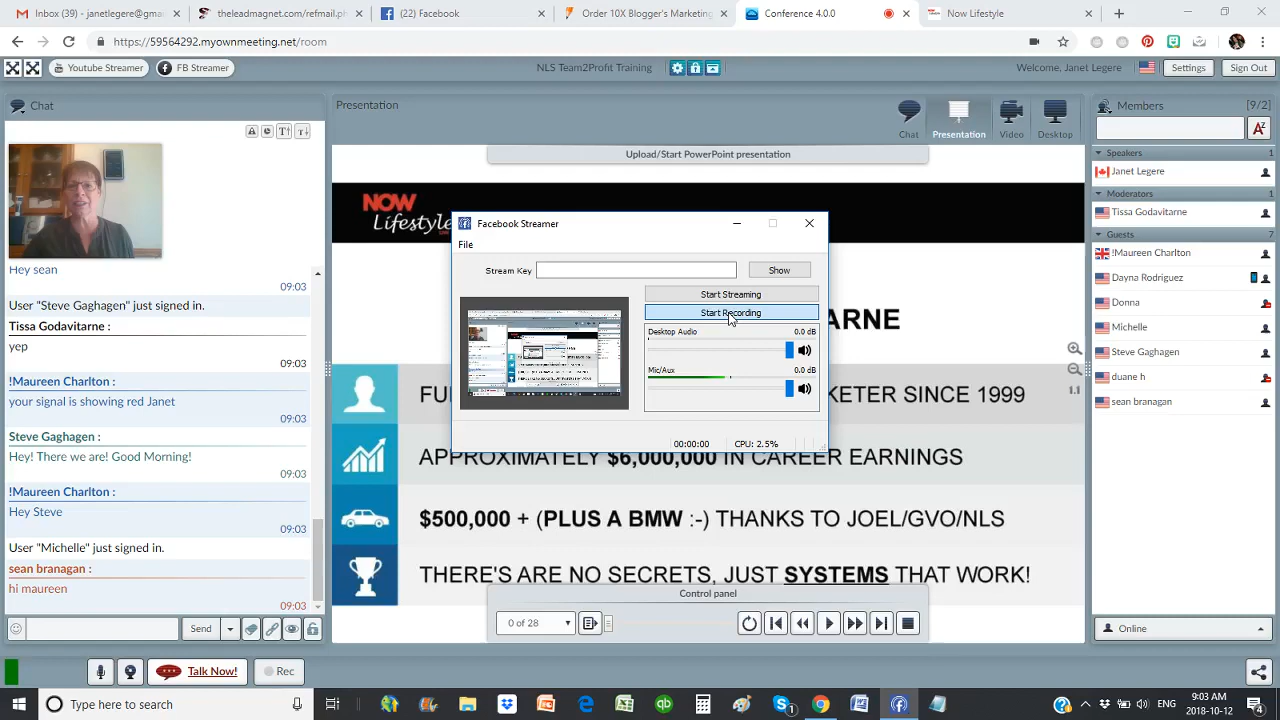 Inbox (39) - janetlegere@gma
theleadmagnet.com/refmail.ph
(22) Facebook
Order 10X Blogger's Marketing
Conference 4.0.0
Now Lifestyle
https://59564292.myownmeeting.net/room
Youtube Streamer
FB Streamer
NLS Team2Profit Training
Welcome, Janet Legere
Settings
Sign Out
Chat
Hey sean
09:03
User "Steve Gaghagen" just signed in.
Tissa Godavitarne :
yep
09:03
!Maureen Charlton :
your signal is showing red Janet
09:03
Steve Gaghagen :
Hey! There we are! Good Morning!
09:03
!Maureen Charlton :
Hey Steve
09:03
User "Michelle" just signed in.
sean branagan :
hi maureen
09:03
Send
Talk Now!
Rec
Presentation
Chat
Presentation
Video
Desktop
Upload/Start PowerPoint presentation
NOW
Lifestyle
ARNE
FU
KETER SINCE 1999
APPROXIMATELY $6,000,000 IN CAREER EARNINGS
$500,000 + (PLUS A BMW :-) THANKS TO JOEL/GVO/NLS
THERE'S ARE NO SECRETS, JUST SYSTEMS THAT WORK!
1.1
Control panel
0 of 28
Facebook Streamer
File
Stream Key
Show
Start Streaming
Start Recording
Desktop Audio
0.0 dB
Mic/Aux
0.0 dB
00:00:00
CPU: 2.5%
Members
[9/2]
Speakers
1
Janet Legere
Moderators
1
Tissa Godavitarne
Guests
7
!Maureen Charlton
Dayna Rodriguez
Donna
Michelle
Steve Gaghagen
duane h
sean branagan
Online
Type here to search
ENG
9:03 AM
2018-10-12